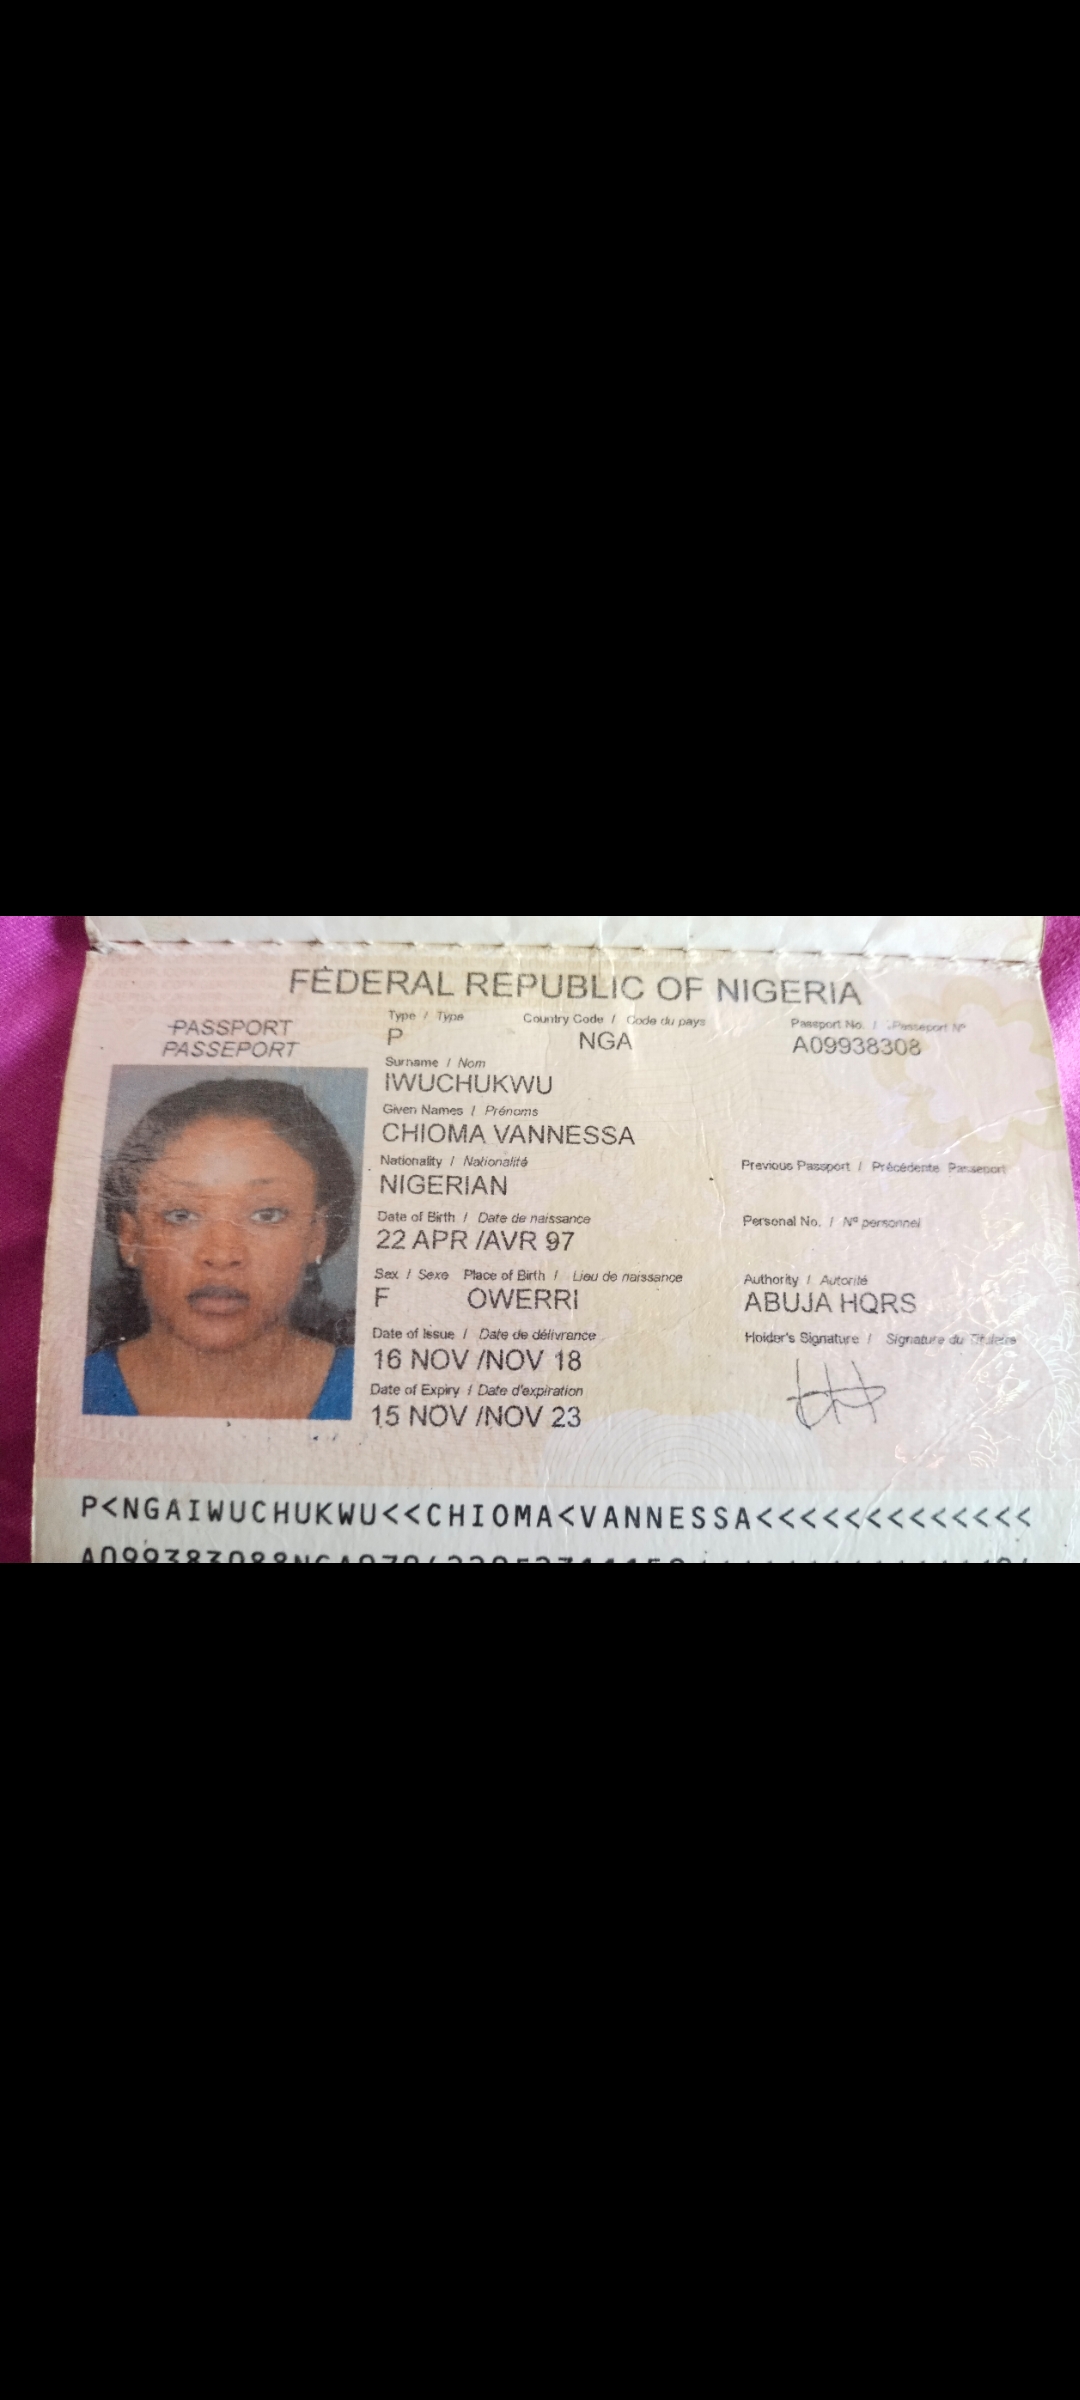 FEDERAL REPUBLIC OF NIGERIA
PASSPORT
PASSEPORT
Type / Type
P
Country Code / Code du pays
NGA
Passport No. / Passeport Nº
A09938308
Surname / Nom
IWUCHUKWU
Given Names / Prénoms
CHIOMA VANNESSA
Nationality / Nationalité
NIGERIAN
Previous Passport / Précédente Passeport
Date of Birth / Date de naissance
22 APR /AVR 97
Personal No. / Nº personnel
Sex / Sexe
F
Place of Birth / Lieu de naissance
OWERRI
Authority / Autorité
ABUJA HQRS
Date of Issue / Date de délivrance
16 NOV /NOV 18
Holder's Signature / Signature du Titulaire
Date of Expiry / Date d'expiration
15 NOV /NOV 23
P<NGAIWUCHUKWU<<CHIOMA<VANNESSA<<<<<<<<<<<<<